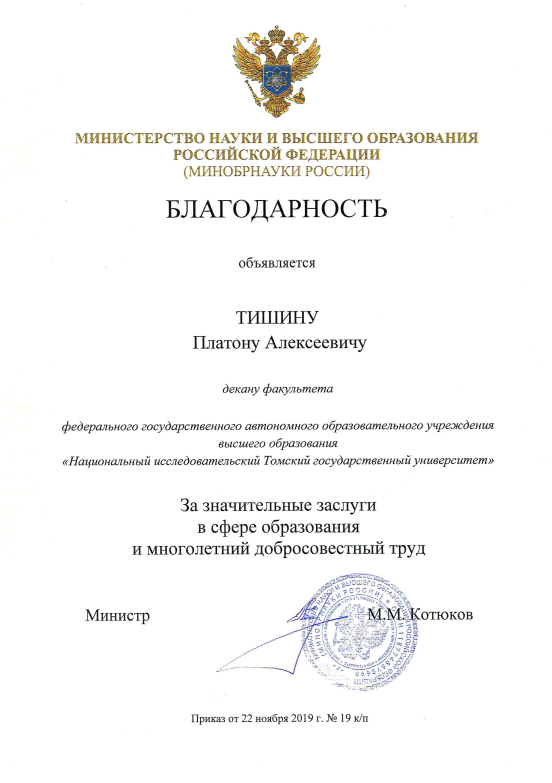 МИНИСТЕРСТВО НАУКИ И ВЫСШЕГО ОБРАЗОВАНИЯ
РОССИЙСКОЙ ФЕДЕРАЦИИ
(МИНОБРНАУКИ РОССИИ)
БЛАГОДАРНОСТЬ
объявляется
ТИШИНУ
Платону Алексеевичу
декану факультета
федерального государственного автономного образовательного учреждения
высшего образования
«Национальный исследовательский Томский государственный университет»
За значительные заслуги
в сфере образования
и многолетний добросовестный труд
Министр
М.М. Котюков
Приказ от 22 ноября 2019 г. № 19 к/п